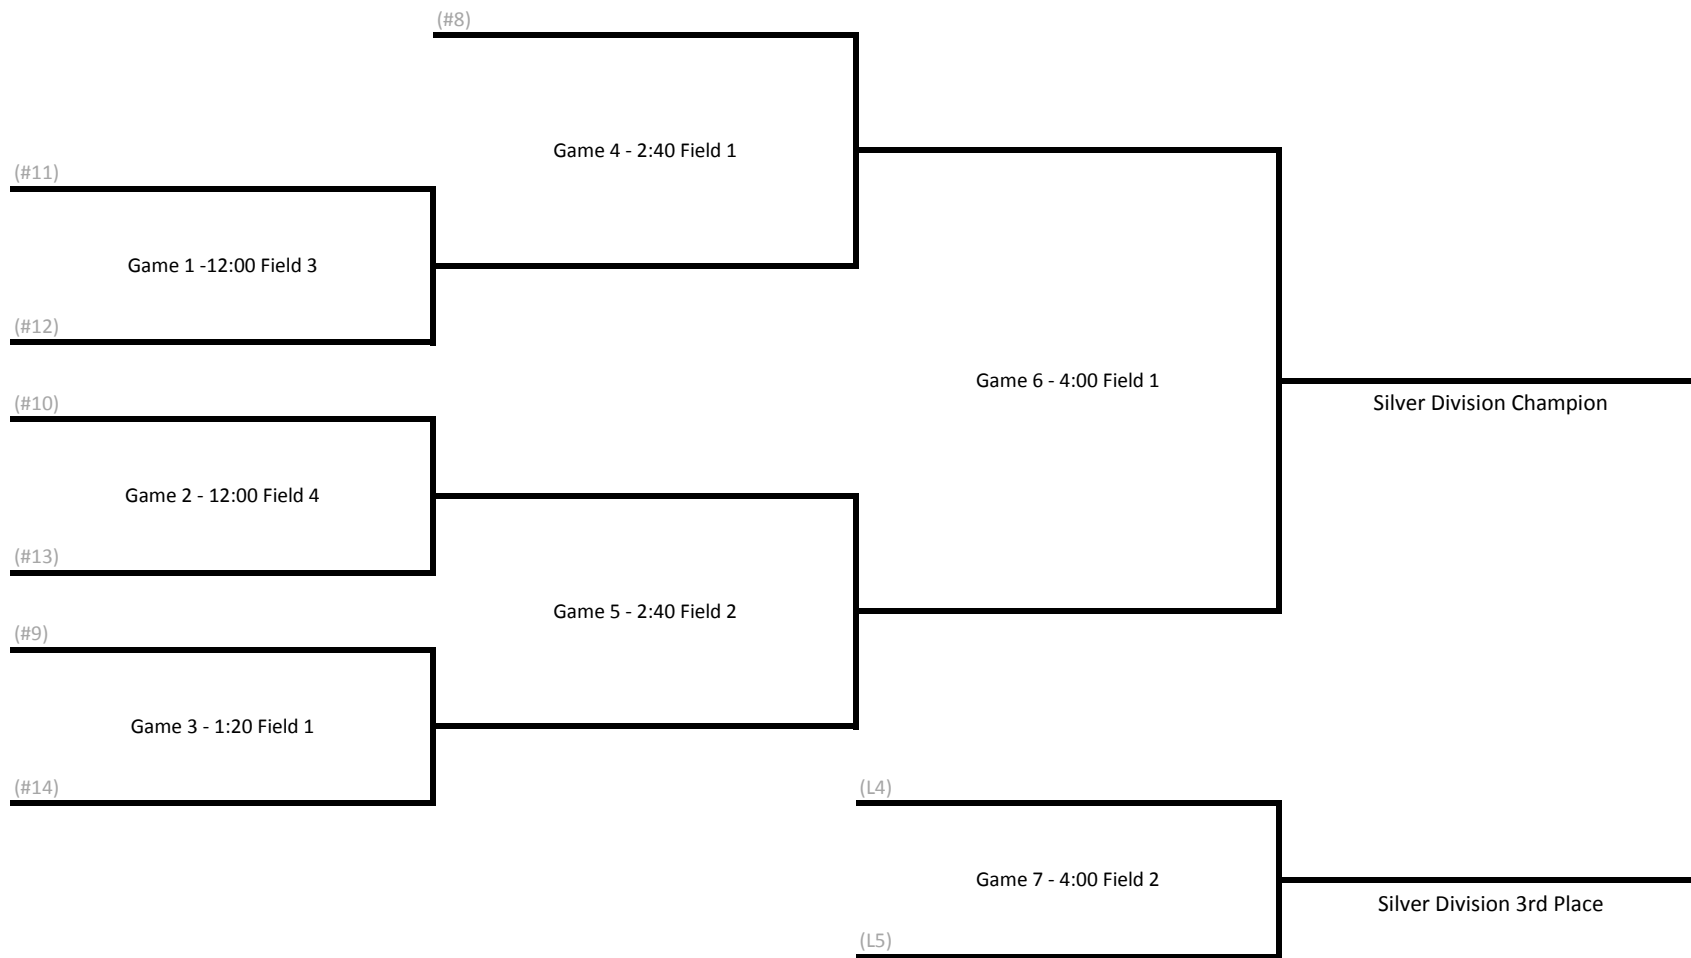 (#8)
Game 4 - 2:40 Field 1
(#11)
Game 1 -12:00 Field 3
(#12)
Game 6 - 4:00 Field 1
Silver Division Champion
(#10)
Game 2 - 12:00 Field 4
(#13)
Game 5 - 2:40 Field 2
(#9)
Game 3 - 1:20 Field 1
(#14)
(L4)
Game 7 - 4:00 Field 2
Silver Division 3rd Place
(L5)